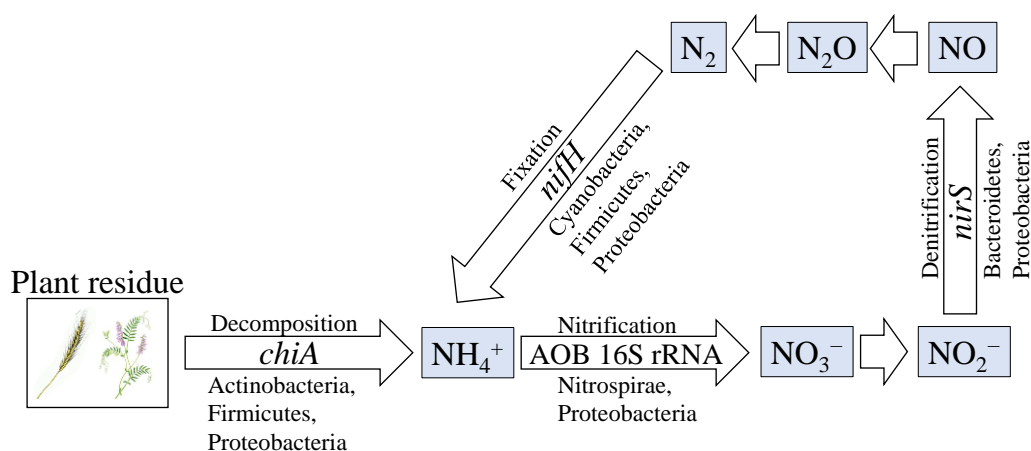 N₂
N₂O
NO
Fixation
nifH
Cyanobacteria,
Firmicutes,
Proteobacteria
Denitrification
nirS
Bacteroidetes,
Proteobacteria
Plant residue
Decomposition
chiA
Actinobacteria,
Firmicutes,
Proteobacteria
NH₄⁺
Nitrification
AOB 16S rRNA
Nitrospirae,
Proteobacteria
NO₃⁻
NO₂⁻